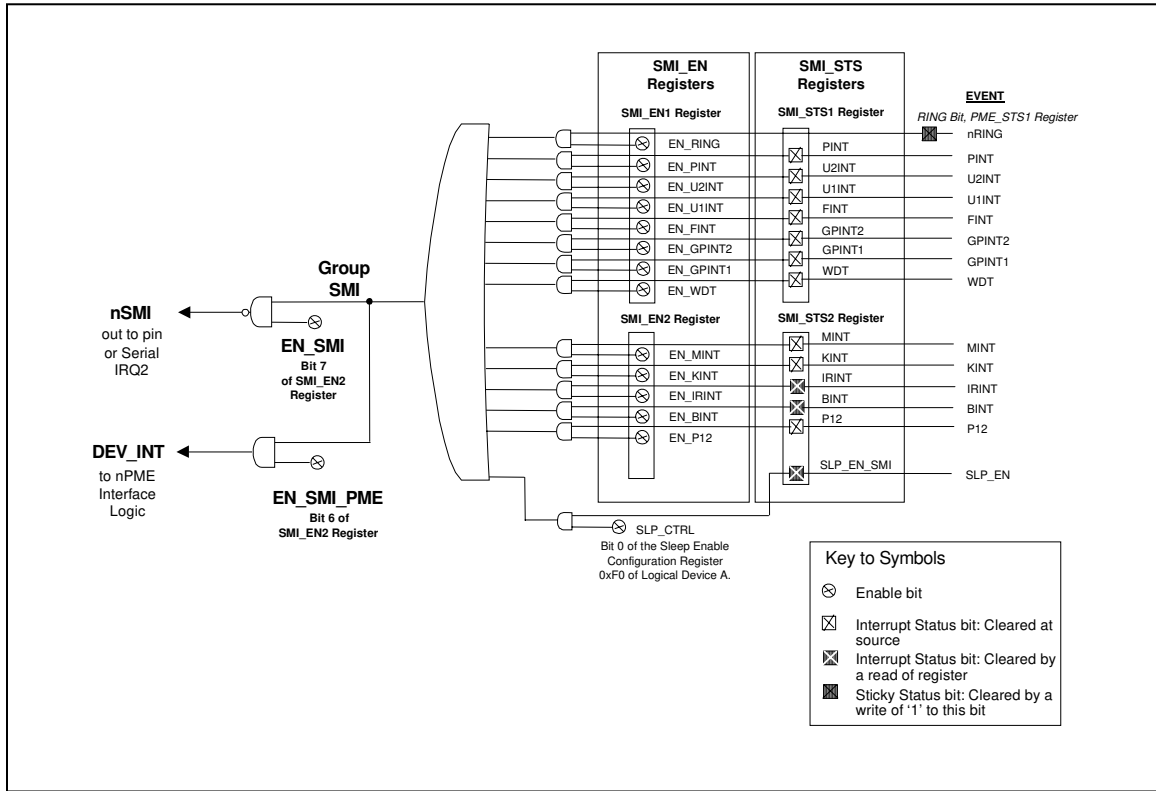 SMI_EN
Registers
SMI_STS
Registers
SMI_EN1 Register
SMI_STS1 Register
EVENT
RING Bit, PME_STS1 Register
nRING
EN_RING
PINT
PINT
EN_PINT
U2INT
U2INT
EN_U2INT
U1INT
U1INT
EN_U1INT
FINT
FINT
EN_FINT
GPINT2
GPINT2
EN_GPINT2
GPINT1
GPINT1
EN_GPINT1
WDT
WDT
EN_WDT
Group
SMI
nSMI
out to pin
or Serial
IRQ2
EN_SMI
Bit 7
of SMI_EN2
Register
SMI_EN2 Register
SMI_STS2 Register
MINT
MINT
EN_MINT
KINT
KINT
EN_KINT
IRINT
IRINT
EN_IRINT
BINT
BINT
EN_BINT
P12
P12
EN_P12
DEV_INT
to nPME
Interface
Logic
EN_SMI_PME
Bit 6 of
SMI_EN2 Register
SLP_EN_SMI
SLP_EN
SLP_CTRL
Bit 0 of the Sleep Enable
Configuration Register
0xF0 of Logical Device A.
Key to Symbols
Enable bit
Interrupt Status bit: Cleared at
source
Interrupt Status bit: Cleared by
a read of register
Sticky Status bit: Cleared by a
write of ‘1’ to this bit